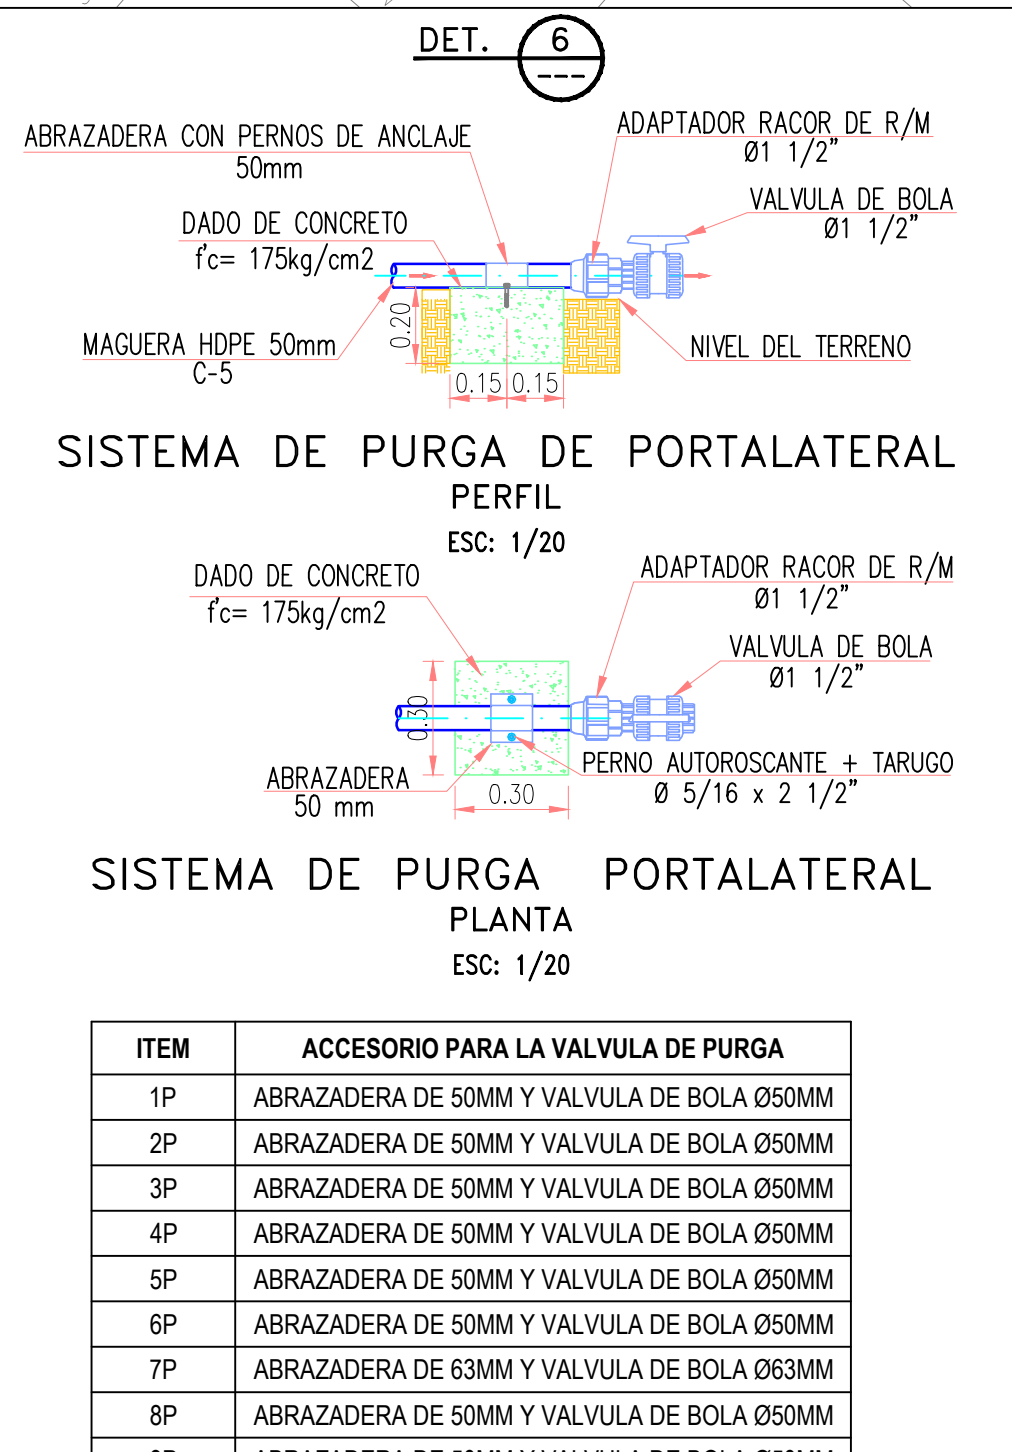 DET.
6
---
ABRAZADERA CON PERNOS DE ANCLAJE
50mm
ADAPTADOR RACOR DE R/M
Ø1 1/2"
VALVULA DE BOLA
Ø1 1/2"
DADO DE CONCRETO
f'c= 175kg/cm2
0.20
MAGUERA HDPE 50mm
C-5
NIVEL DEL TERRENO
0.15
0.15
SISTEMA DE PURGA DE PORTALATERAL
PERFIL
ESC: 1/20
DADO DE CONCRETO
f'c= 175kg/cm2
ADAPTADOR RACOR DE R/M
Ø1 1/2"
VALVULA DE BOLA
Ø1 1/2"
0.30
ABRAZADERA
50 mm
0.30
PERNO AUTOROSCANTE + TARUGO
Ø 5/16 x 2 1/2"
SISTEMA DE PURGA PORTALATERAL
PLANTA
ESC: 1/20
ITEM ACCESORIO PARA LA VALVULA DE PURGA
1P ABRAZADERA DE 50MM Y VALVULA DE BOLA Ø50MM
2P ABRAZADERA DE 50MM Y VALVULA DE BOLA Ø50MM
3P ABRAZADERA DE 50MM Y VALVULA DE BOLA Ø50MM
4P ABRAZADERA DE 50MM Y VALVULA DE BOLA Ø50MM
5P ABRAZADERA DE 50MM Y VALVULA DE BOLA Ø50MM
6P ABRAZADERA DE 50MM Y VALVULA DE BOLA Ø50MM
7P ABRAZADERA DE 63MM Y VALVULA DE BOLA Ø63MM
8P ABRAZADERA DE 50MM Y VALVULA DE BOLA Ø50MM